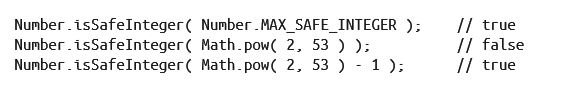 Number.isSafeInteger( Number.MAX_SAFE_INTEGER );    // true
Number.isSafeInteger( Math.pow( 2, 53 ) );          // false
Number.isSafeInteger( Math.pow( 2, 53 ) - 1 );      // true